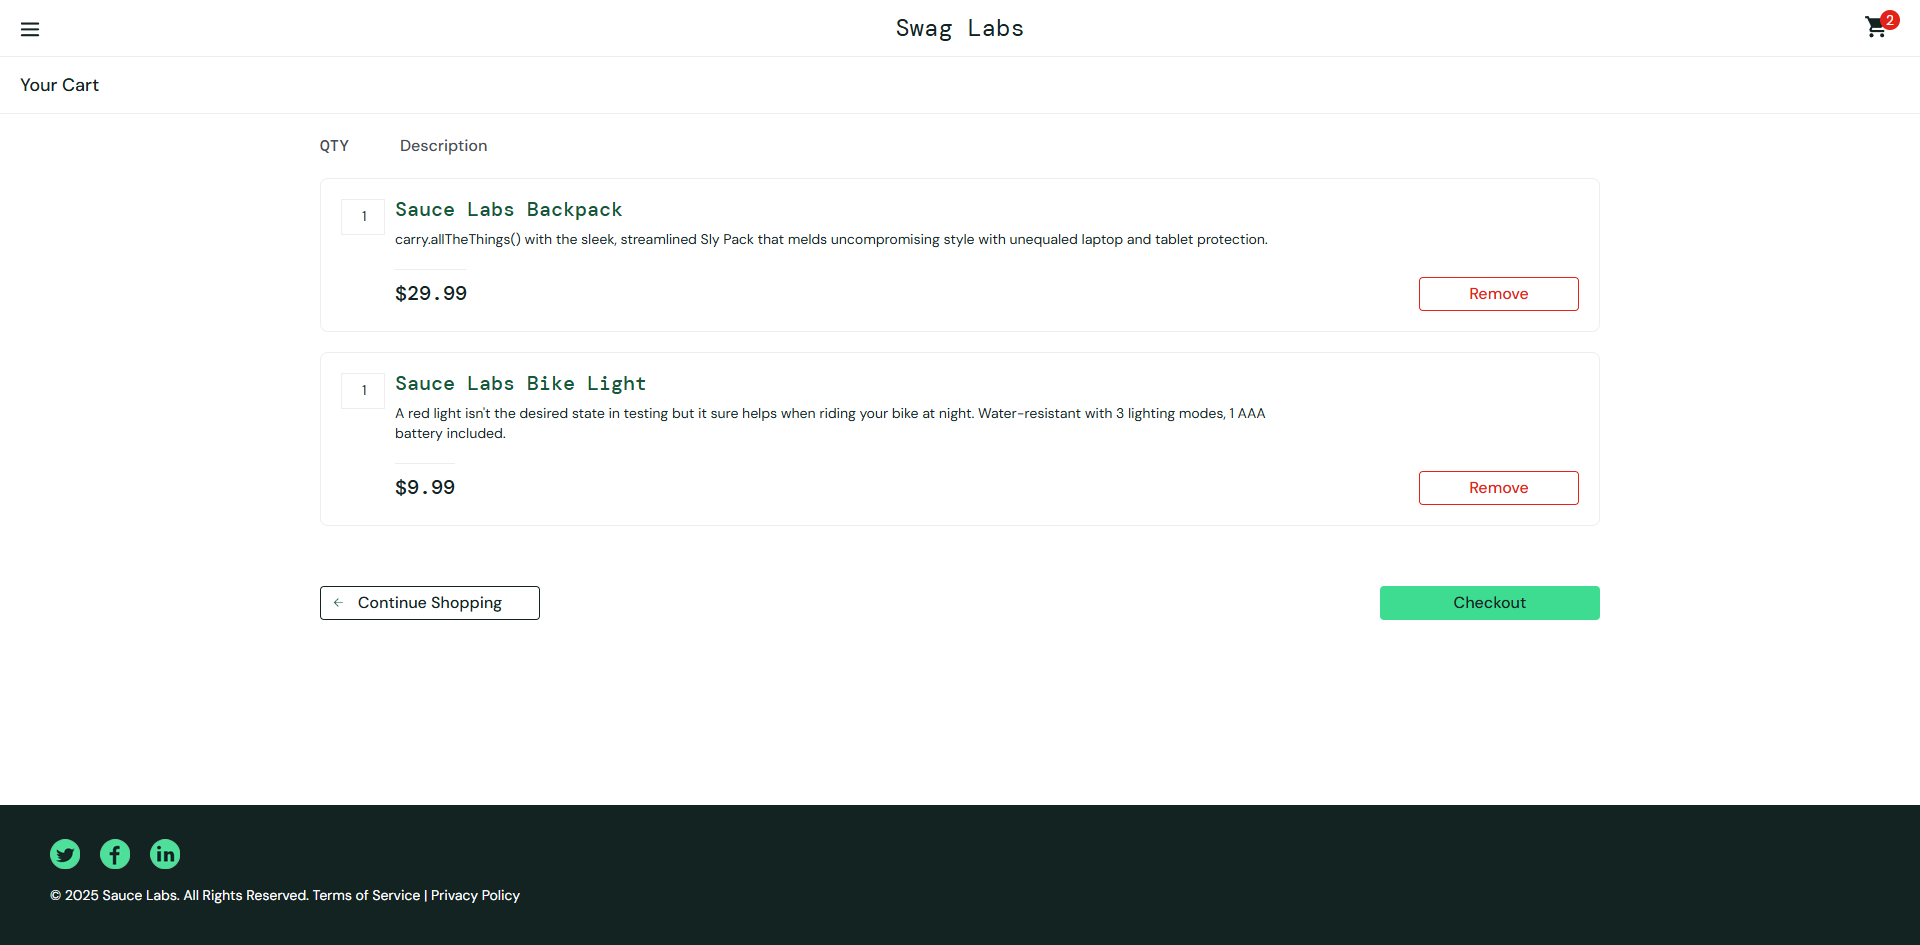 Swag Labs
2
Your Cart
QTY Description
1
Sauce Labs Backpack
carry.allTheThings() with the sleek, streamlined Sly Pack that melds uncompromising style with unequaled laptop and tablet protection.
$29.99
Remove
1
Sauce Labs Bike Light
A red light isn't the desired state in testing but it sure helps when riding your bike at night. Water-resistant with 3 lighting modes, 1 AAA
battery included.
$9.99
Remove
Continue Shopping
Checkout
© 2025 Sauce Labs. All Rights Reserved. Terms of Service | Privacy Policy